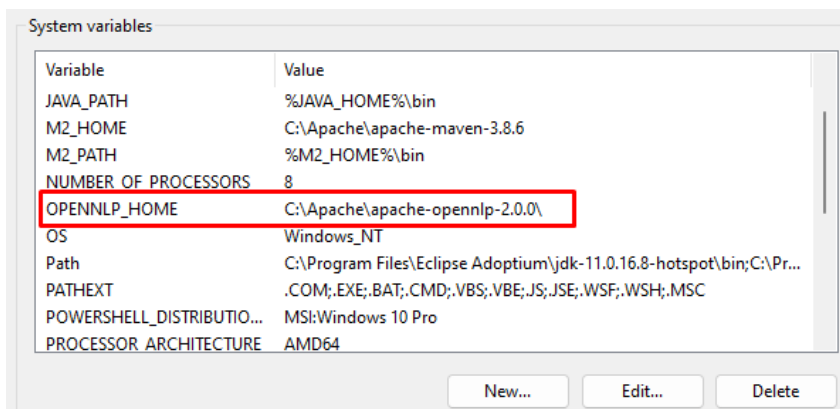 System variables
Variable Value
JAVA_PATH %JAVA_HOME%\bin
M2_HOME C:\Apache\apache-maven-3.8.6
M2_PATH %M2_HOME%\bin
NUMBER_OF_PROCESSORS 8
OPENNLP_HOME C:\Apache\apache-opennlp-2.0.0\
OS Windows_NT
Path C:\Program Files\Eclipse Adoptium\jdk-11.0.16.8-hotspot\bin;C:\Pr...
PATHEXT .COM;.EXE;.BAT;.CMD;.VBS;.VBE;.JS;.JSE;.WSF;.WSH;.MSC
POWERSHELL_DISTRIBUTIO... MSI:Windows 10 Pro
PROCESSOR_ARCHITECTURE AMD64
New... Edit... Delete